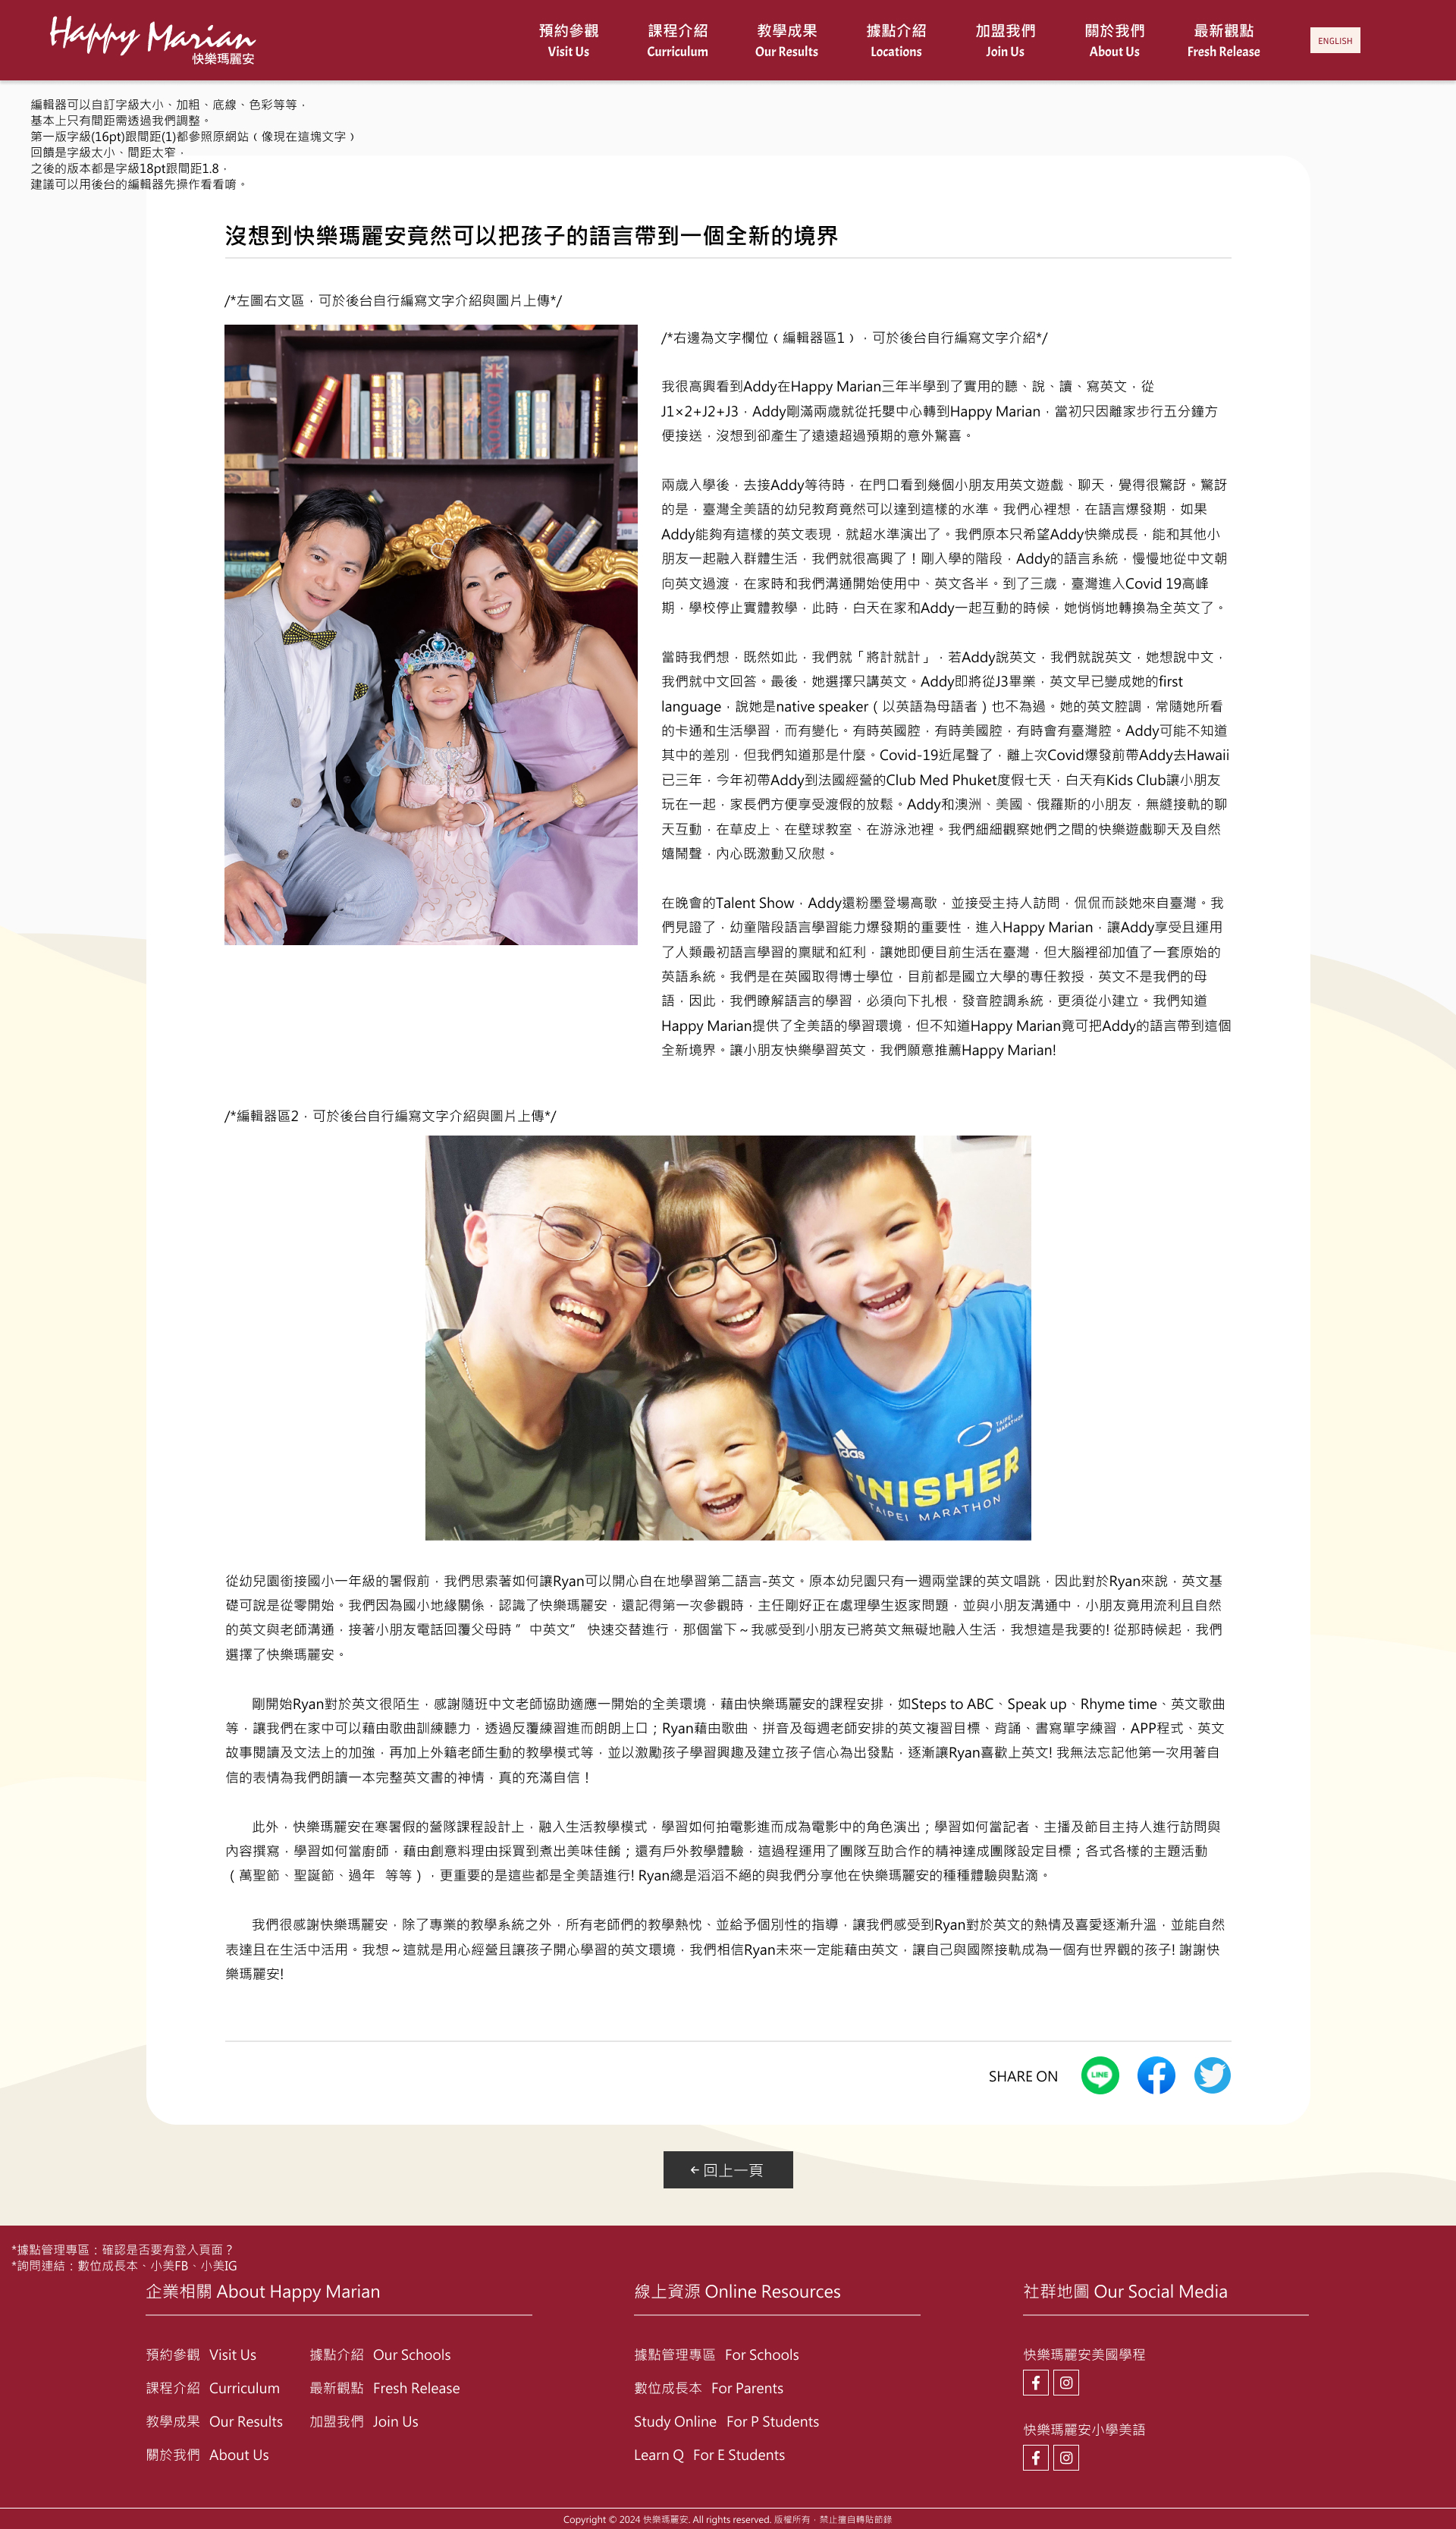 Happy Marian
快樂瑪麗安
預約參觀
Visit Us
課程介紹
Curriculum
教學成果
Our Results
據點介紹
Locations
加盟我們
Join Us
關於我們
About Us
最新觀點
Fresh Release
ENGLISH
編輯器可以自訂字級大小、加粗、底線、色彩等等，
基本上只有間距需透過我們調整。
第一版字級(16pt)跟間距(1)都參照原網站（像現在這塊文字）
回饋是字級太小、間距太窄，
之後的版本都是字級18pt跟間距1.8，
建議可以用後台的編輯器先操作看看唷。
沒想到快樂瑪麗安竟然可以把孩子的語言帶到一個全新的境界
/*左圖右文區，可於後台自行編寫文字介紹與圖片上傳*/
LONDON
/*右邊為文字欄位（編輯器區1），可於後台自行編寫文字介紹*/
我很高興看到Addy在Happy Marian三年半學到了實用的聽、說、讀、寫英文，從
J1×2+J2+J3，Addy剛滿兩歲就從托嬰中心轉到Happy Marian，當初只因離家步行五分鐘方
便接送，沒想到卻產生了遠遠超過預期的意外驚喜。
兩歲入學後，去接Addy等待時，在門口看到幾個小朋友用英文遊戲、聊天，覺得很驚訝。驚訝
的是，臺灣全美語的幼兒教育竟然可以達到這樣的水準。我們心裡想，在語言爆發期，如果
Addy能夠有這樣的英文表現，就超水準演出了。我們原本只希望Addy快樂成長，能和其他小
朋友一起融入群體生活，我們就很高興了！剛入學的階段，Addy的語言系統，慢慢地從中文朝
向英文過渡，在家時和我們溝通開始使用中、英文各半。到了三歲，臺灣進入Covid 19高峰
期，學校停止實體教學，此時，白天在家和Addy一起互動的時候，她悄悄地轉換為全英文了。
當時我們想，既然如此，我們就「將計就計」，若Addy說英文，我們就說英文，她想說中文，
我們就中文回答。最後，她選擇只講英文。Addy即將從J3畢業，英文早已變成她的first
language，說她是native speaker（以英語為母語者）也不為過。她的英文腔調，常隨她所看
的卡通和生活學習，而有變化。有時英國腔，有時美國腔，有時會有臺灣腔。Addy可能不知道
其中的差別，但我們知道那是什麼。Covid-19近尾聲了，離上次Covid爆發前帶Addy去Hawaii
已三年，今年初帶Addy到法國經營的Club Med Phuket度假七天，白天有Kids Club讓小朋友
玩在一起，家長們方便享受渡假的放鬆。Addy和澳洲、美國、俄羅斯的小朋友，無縫接軌的聊
天互動，在草皮上、在壁球教室、在游泳池裡。我們細細觀察她們之間的快樂遊戲聊天及自然
嬉鬧聲，內心既激動又欣慰。
在晚會的Talent Show，Addy還粉墨登場高歌，並接受主持人訪問，侃侃而談她來自臺灣。我
們見證了，幼童階段語言學習能力爆發期的重要性，進入Happy Marian，讓Addy享受且運用
了人類最初語言學習的稟賦和紅利，讓她即便目前生活在臺灣，但大腦裡卻加值了一套原始的
英語系統。我們是在英國取得博士學位，目前都是國立大學的專任教授，英文不是我們的母
語，因此，我們瞭解語言的學習，必須向下扎根，發音腔調系統，更須從小建立。我們知道
Happy Marian提供了全美語的學習環境，但不知道Happy Marian竟可把Addy的語言帶到這個
全新境界。讓小朋友快樂學習英文，我們願意推薦Happy Marian!
/*編輯器區2，可於後台自行編寫文字介紹與圖片上傳*/
adidas
TAIPEI
MARATHON
FINISHER
TAIPEI MARATHON
從幼兒園銜接國小一年級的暑假前，我們思索著如何讓Ryan可以開心自在地學習第二語言-英文。原本幼兒園只有一週兩堂課的英文唱跳，因此對於Ryan來說，英文基
礎可說是從零開始。我們因為國小地緣關係，認識了快樂瑪麗安，還記得第一次參觀時，主任剛好正在處理學生返家問題，並與小朋友溝通中，小朋友竟用流利且自然
的英文與老師溝通，接著小朋友電話回覆父母時 ” 中英文” 快速交替進行，那個當下～我感受到小朋友已將英文無礙地融入生活，我想這是我要的! 從那時候起，我們
選擇了快樂瑪麗安。
剛開始Ryan對於英文很陌生，感謝隨班中文老師協助適應一開始的全美環境，藉由快樂瑪麗安的課程安排，如Steps to ABC、Speak up、Rhyme time、英文歌曲
等，讓我們在家中可以藉由歌曲訓練聽力，透過反覆練習進而朗朗上口；Ryan藉由歌曲、拼音及每週老師安排的英文複習目標、背誦、書寫單字練習，APP程式、英文
故事閱讀及文法上的加強，再加上外籍老師生動的教學模式等，並以激勵孩子學習興趣及建立孩子信心為出發點，逐漸讓Ryan喜歡上英文! 我無法忘記他第一次用著自
信的表情為我們朗讀一本完整英文書的神情，真的充滿自信！
此外，快樂瑪麗安在寒暑假的營隊課程設計上，融入生活教學模式，學習如何拍電影進而成為電影中的角色演出；學習如何當記者、主播及節目主持人進行訪問與
內容撰寫，學習如何當廚師，藉由創意料理由採買到煮出美味佳餚；還有戶外教學體驗，這過程運用了團隊互助合作的精神達成團隊設定目標；各式各樣的主題活動
（萬聖節、聖誕節、過年 等等），更重要的是這些都是全美語進行! Ryan總是滔滔不絕的與我們分享他在快樂瑪麗安的種種體驗與點滴。
我們很感謝快樂瑪麗安，除了專業的教學系統之外，所有老師們的教學熱忱、並給予個別性的指導，讓我們感受到Ryan對於英文的熱情及喜愛逐漸升溫，並能自然
表達且在生活中活用。我想～這就是用心經營且讓孩子開心學習的英文環境，我們相信Ryan未來一定能藉由英文，讓自己與國際接軌成為一個有世界觀的孩子! 謝謝快
樂瑪麗安!
SHARE ON
LINE
←回上一頁
*據點管理專區：確認是否要有登入頁面？
*詢問連結：數位成長本、小美FB、小美IG
企業相關 About Happy Marian
預約參觀 Visit Us
課程介紹 Curriculum
教學成果 Our Results
關於我們 About Us
據點介紹 Our Schools
最新觀點 Fresh Release
加盟我們 Join Us
線上資源 Online Resources
據點管理專區 For Schools
數位成長本 For Parents
Study Online For P Students
Learn Q For E Students
社群地圖 Our Social Media
快樂瑪麗安美國學程
快樂瑪麗安小學美語
Copyright © 2024 快樂瑪麗安. All rights reserved. 版權所有，禁止擅自轉貼節錄